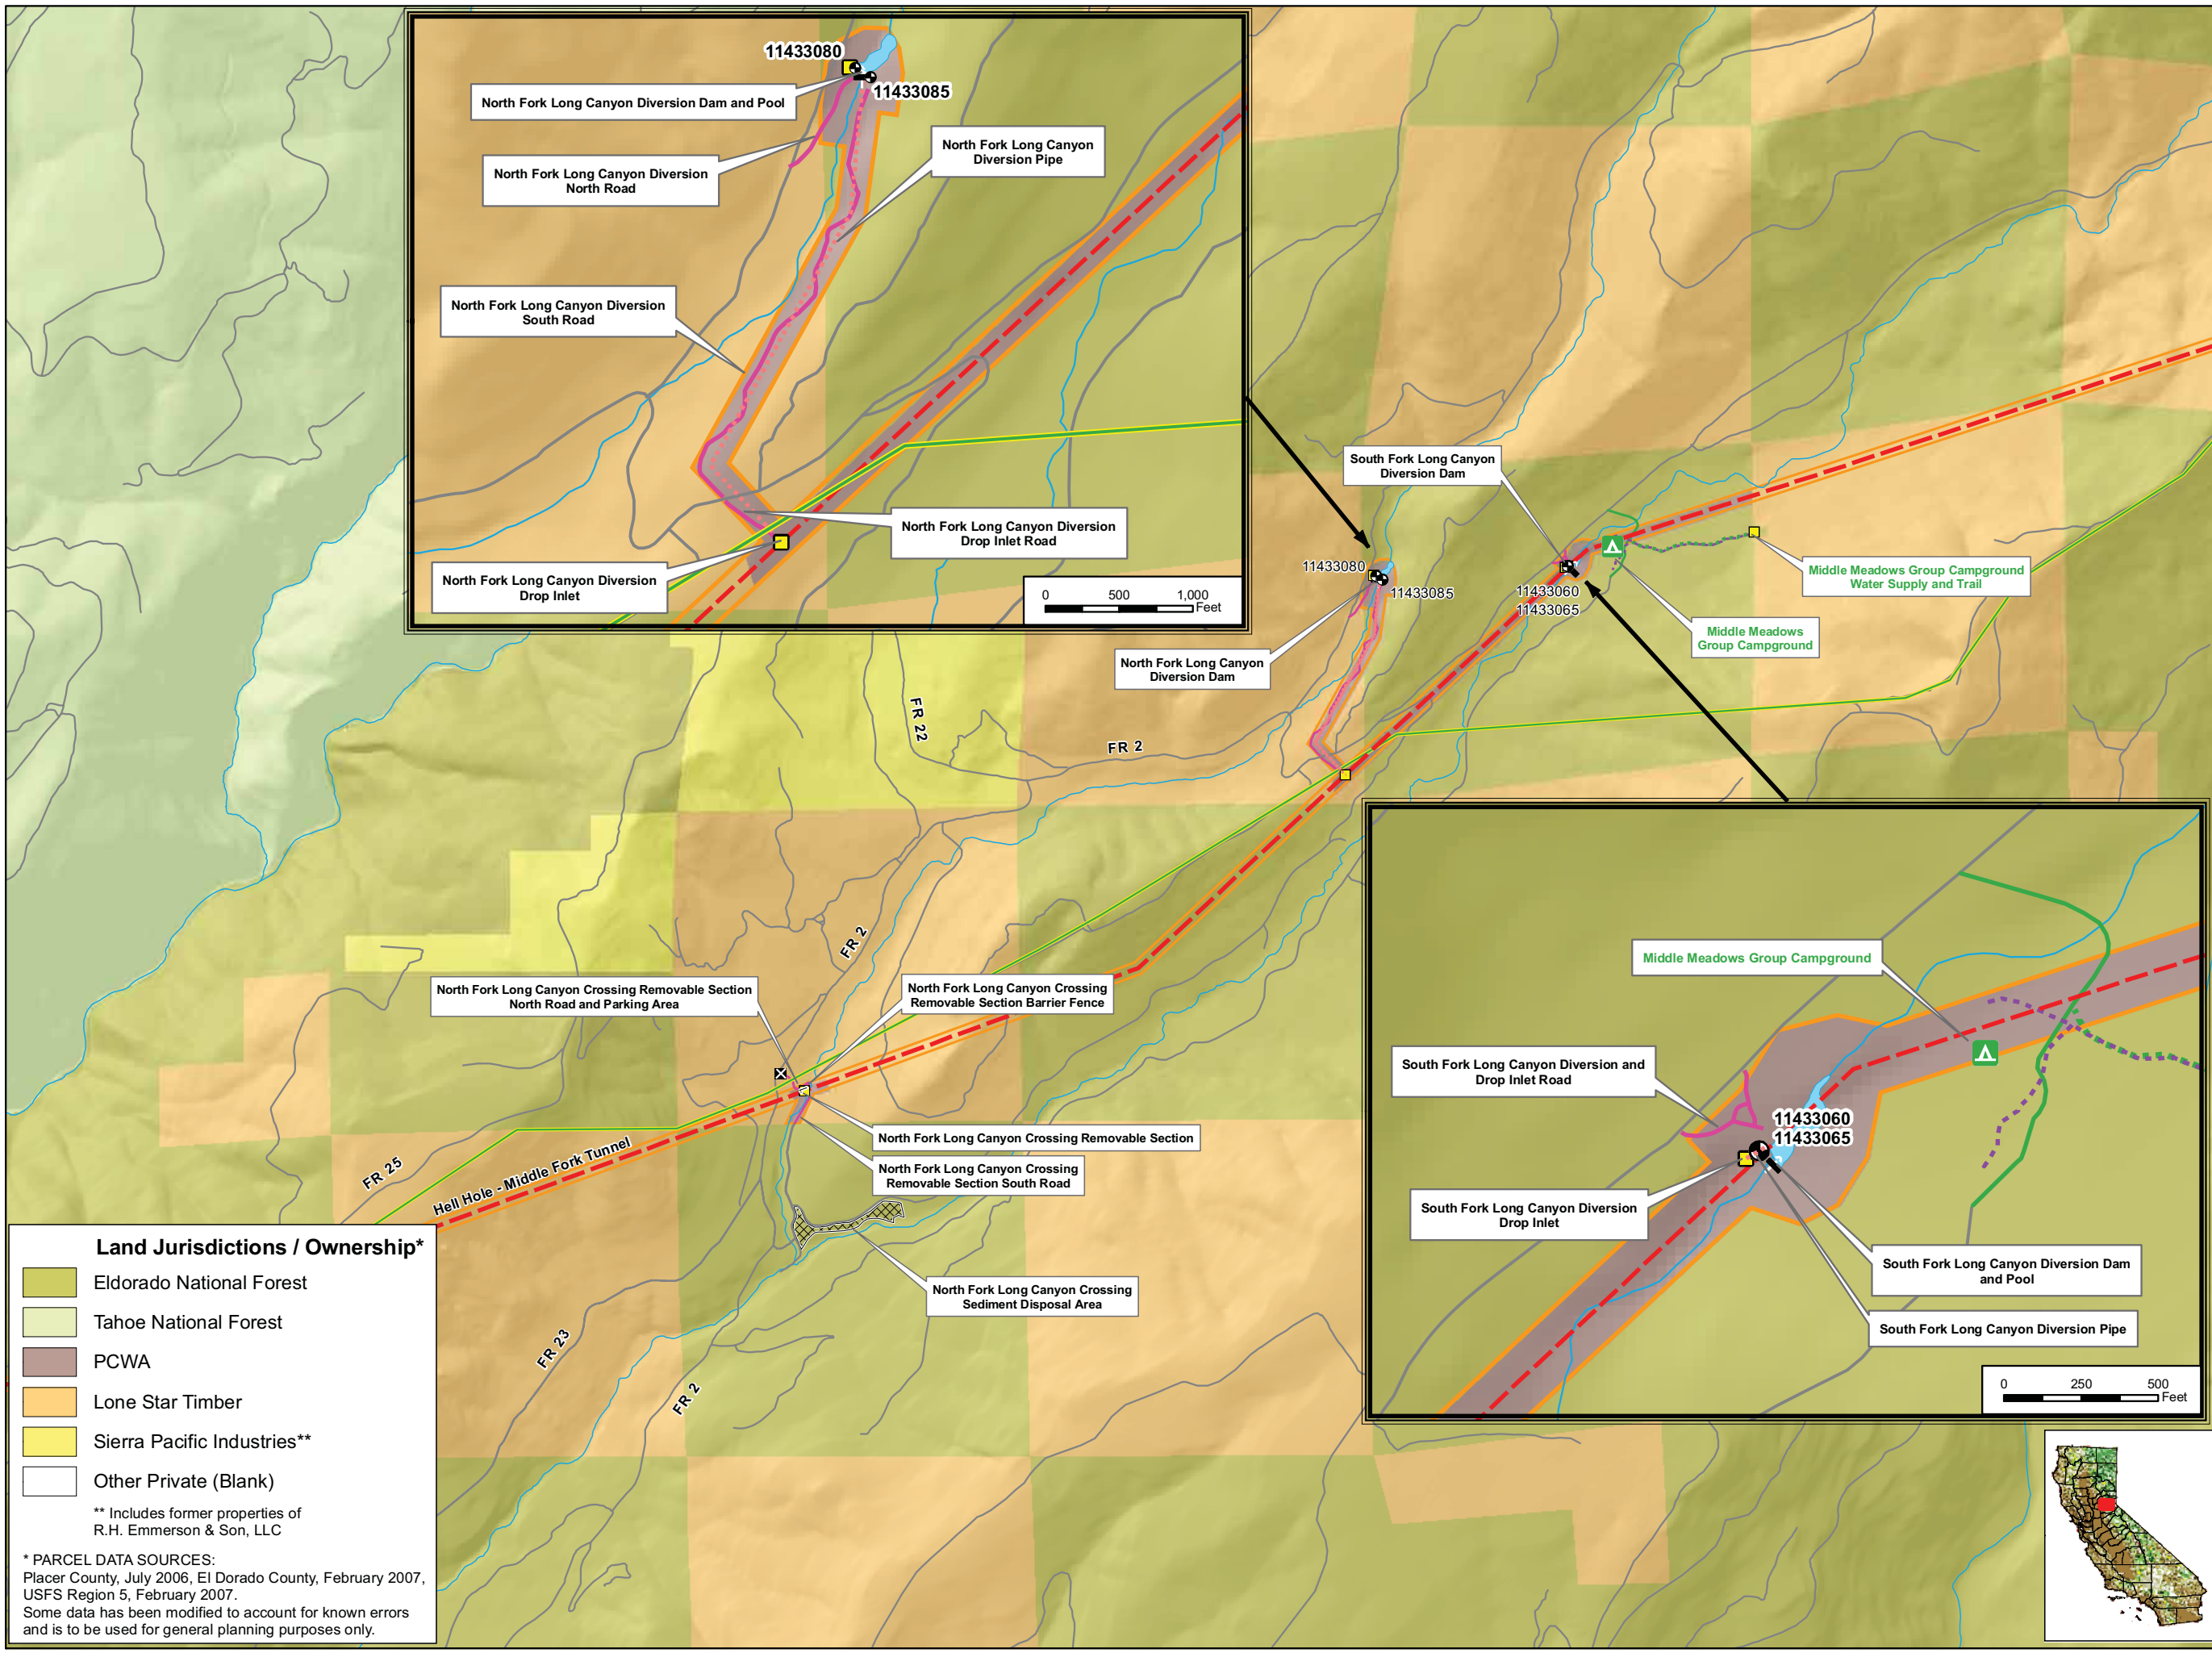 11433080
11433085
North Fork Long Canyon Diversion Dam and Pool
North Fork Long Canyon
Diversion Pipe
North Fork Long Canyon Diversion
North Road
North Fork Long Canyon Diversion
South Road
North Fork Long Canyon Diversion
Drop Inlet Road
North Fork Long Canyon Diversion
Drop Inlet
0 500 1,000
Feet
South Fork Long Canyon
Diversion Dam
11433080
11433085
11433060
11433065
Middle Meadows Group Campground
Water Supply and Trail
Middle Meadows
Group Campground
North Fork Long Canyon
Diversion Dam
FR 22
FR 2
FR 2
North Fork Long Canyon Crossing Removable Section
North Road and Parking Area
North Fork Long Canyon Crossing
Removable Section Barrier Fence
North Fork Long Canyon Crossing Removable Section
North Fork Long Canyon Crossing
Removable Section South Road
Hell Hole - Middle Fork Tunnel
FR 25
North Fork Long Canyon Crossing
Sediment Disposal Area
FR 23
FR 2
Middle Meadows Group Campground
South Fork Long Canyon Diversion and
Drop Inlet Road
11433060
11433065
South Fork Long Canyon Diversion
Drop Inlet
South Fork Long Canyon Diversion Dam
and Pool
South Fork Long Canyon Diversion Pipe
0 250 500
Feet
Land Jurisdictions / Ownership*
Eldorado National Forest
Tahoe National Forest
PCWA
Lone Star Timber
Sierra Pacific Industries**
Other Private (Blank)
** Includes former properties of
R.H. Emmerson & Son, LLC
* PARCEL DATA SOURCES:
Placer County, July 2006, El Dorado County, February 2007,
USFS Region 5, February 2007.
Some data has been modified to account for known errors
and is to be used for general planning purposes only.